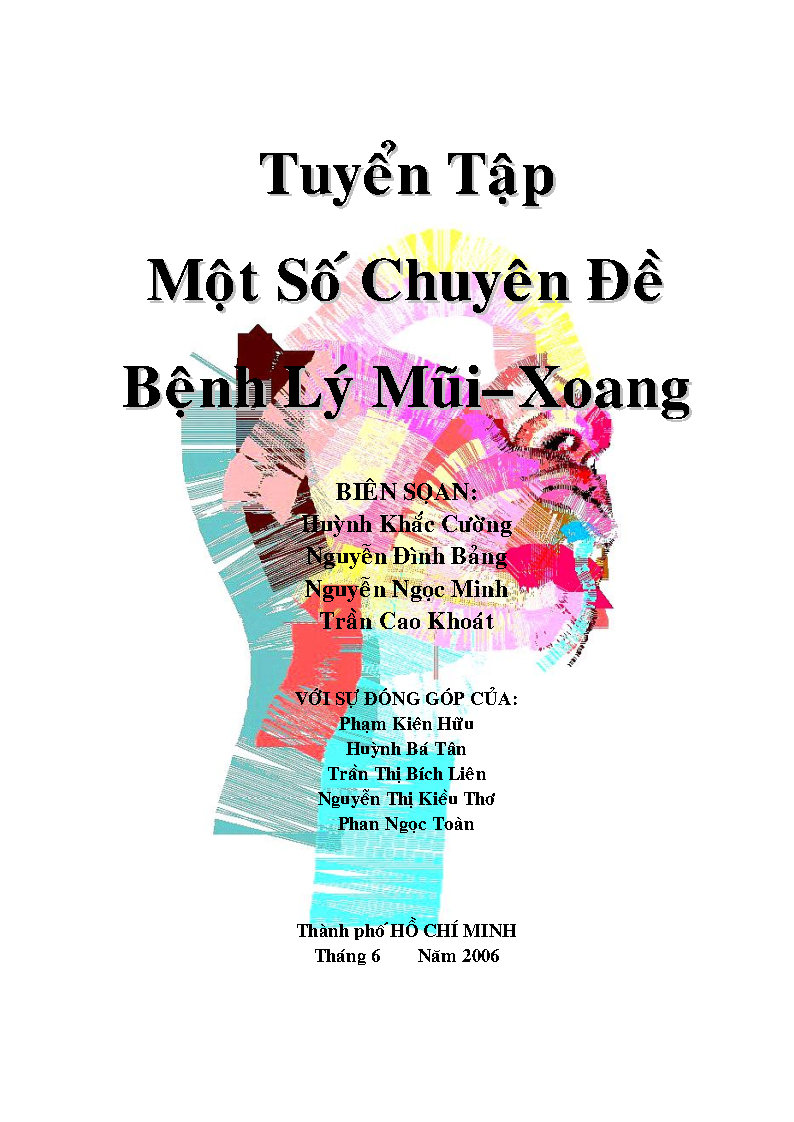 Tuyển Tập
Một Số Chuyên Đề
Bệnh Lý Mũi–Xoang
BIÊN SỌAN:
Huỳnh Khắc Cường
Nguyễn Đình Bảng
Nguyễn Ngọc Minh
Trần Cao Khoát
VỚI SỰ ĐÓNG GÓP CỦA:
Phạm Kiên Hữu
Huỳnh Bá Tân
Trần Thị Bích Liên
Nguyễn Thị Kiều Thơ
Phan Ngọc Toàn
Thành phố HỒ CHÍ MINH
Tháng 6 Năm 2006